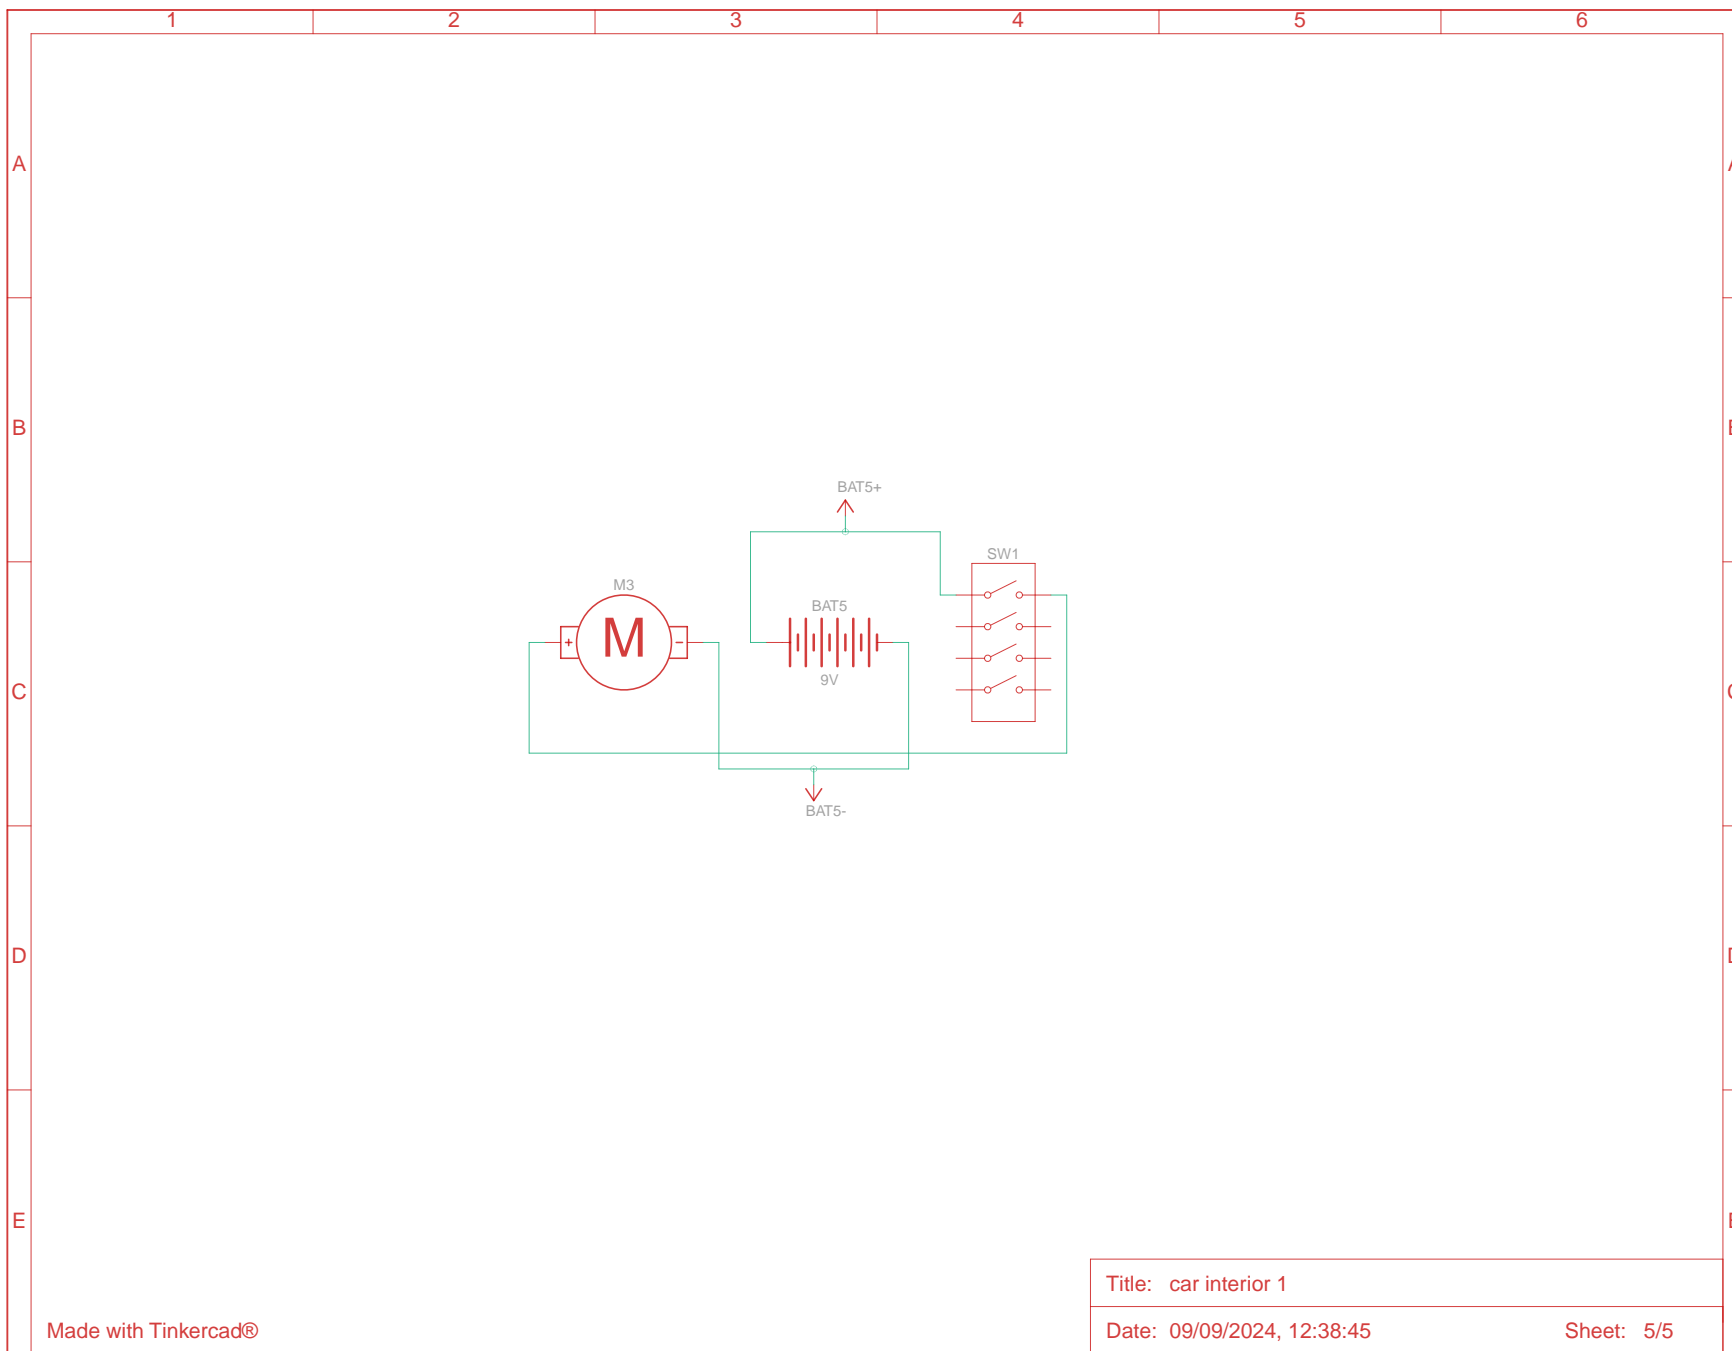 1 2 3 4 5 6
A
B
C
D
E
BAT5+
SW1
M3
M
+ -
BAT5
9V
BAT5-
Title: car interior 1
Made with Tinkercad®
Date: 09/09/2024, 12:38:45 Sheet: 5/5